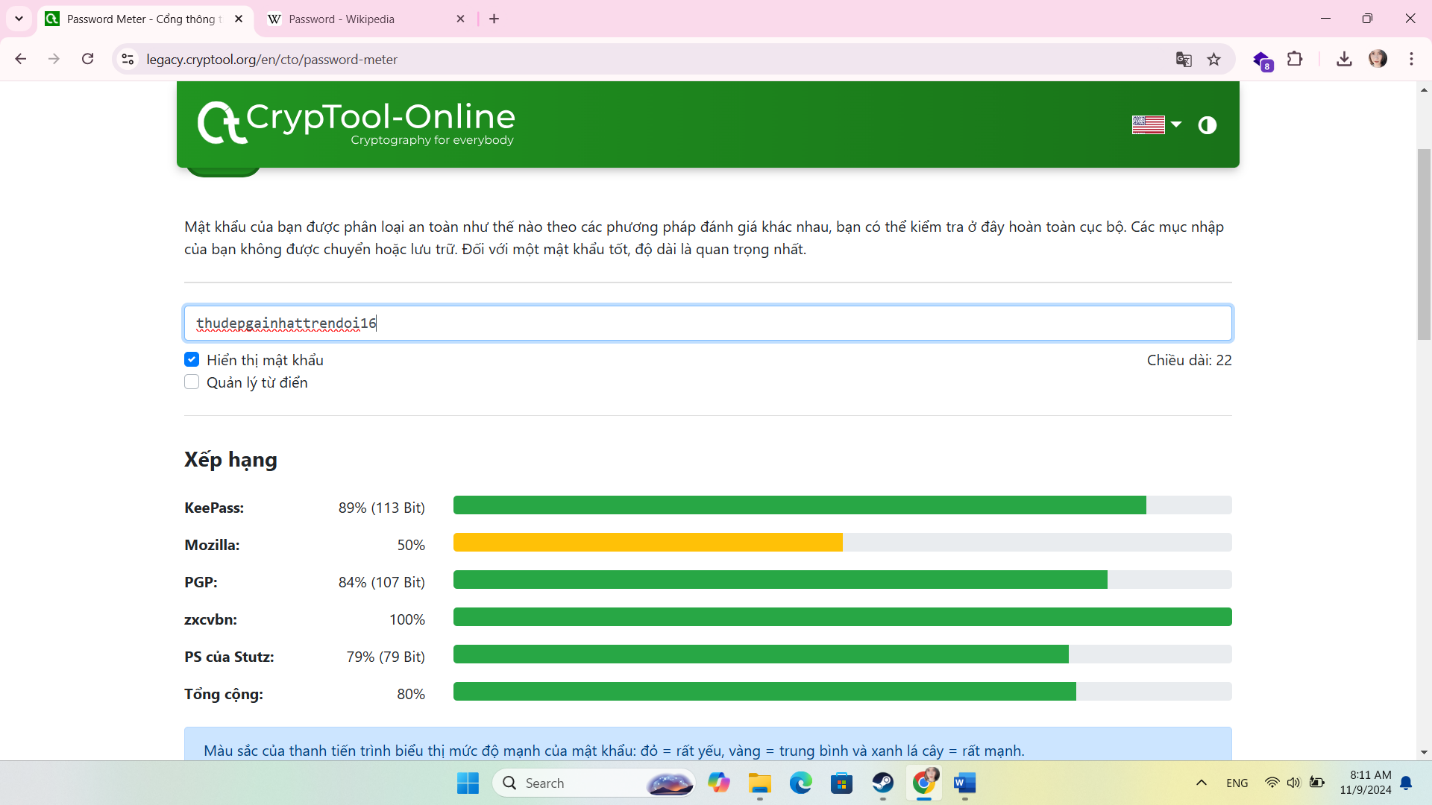 Password Meter - Cổng thông t
Password - Wikipedia
legacy.cryptool.org/en/cto/password-meter
8
CrypTool-Online
Cryptography for everybody
Mật khẩu của bạn được phân loại an toàn như thế nào theo các phương pháp đánh giá khác nhau, bạn có thể kiểm tra ở đây hoàn toàn cục bộ. Các mục nhập
của bạn không được chuyển hoặc lưu trữ. Đối với một mật khẩu tốt, độ dài là quan trọng nhất.
thudepgainhattrendoi16
Hiển thị mật khẩu
Chiều dài: 22
Quản lý từ điển
Xếp hạng
KeePass: 89% (113 Bit)
Mozilla: 50%
PGP: 84% (107 Bit)
zxcvbn: 100%
PS của Stutz: 79% (79 Bit)
Tổng cộng: 80%
Màu sắc của thanh tiến trình biểu thị mức độ mạnh của mật khẩu: đỏ = rất yếu, vàng = trung bình và xanh lá cây = rất mạnh.
Search
ENG
8:11 AM
11/9/2024